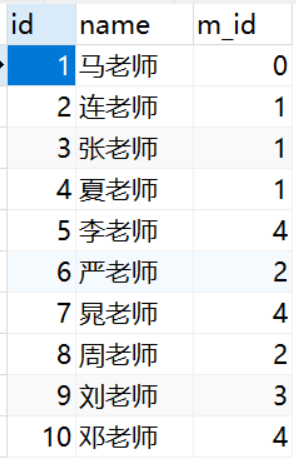 id name m_id
1 马老师 0
2 连老师 1
3 张老师 1
4 夏老师 1
5 李老师 4
6 严老师 2
7 晁老师 4
8 周老师 2
9 刘老师 3
10 邓老师 4